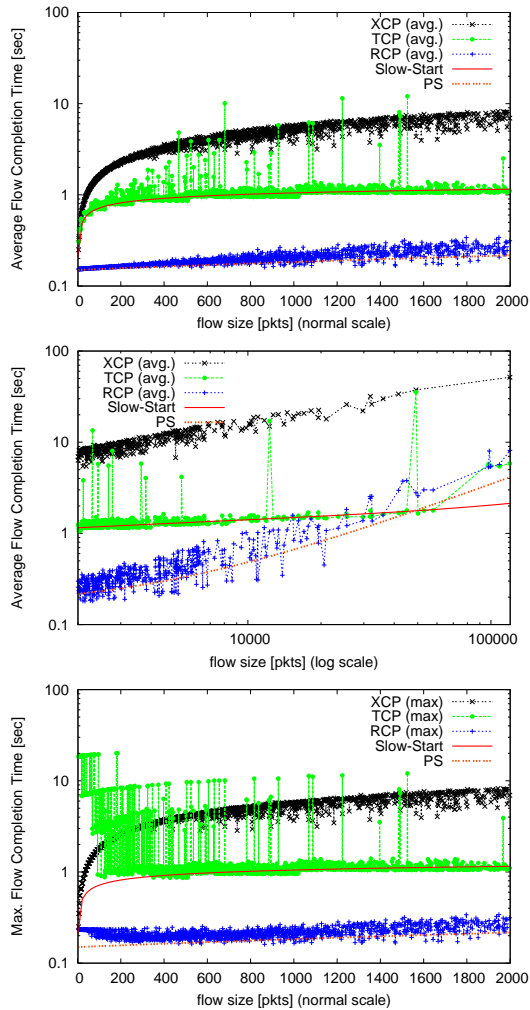 100
10
1
0.1
Average Flow Completion Time [sec]
XCP (avg.)
TCP (avg.)
RCP (avg.)
Slow-Start
PS
0 200 400 600 800 1000 1200 1400 1600 1800 2000
flow size [pkts] (normal scale)
100
10
1
0.1
Average Flow Completion Time [sec]
XCP (avg.)
TCP (avg.)
RCP (avg.)
Slow-Start
PS
10000 100000
flow size [pkts] (log scale)
100
10
1
0.1
Max. Flow Completion Time [sec]
XCP (max)
TCP (max)
RCP (max)
Slow-Start
PS
0 200 400 600 800 1000 1200 1400 1600 1800 2000
flow size [pkts] (normal scale)